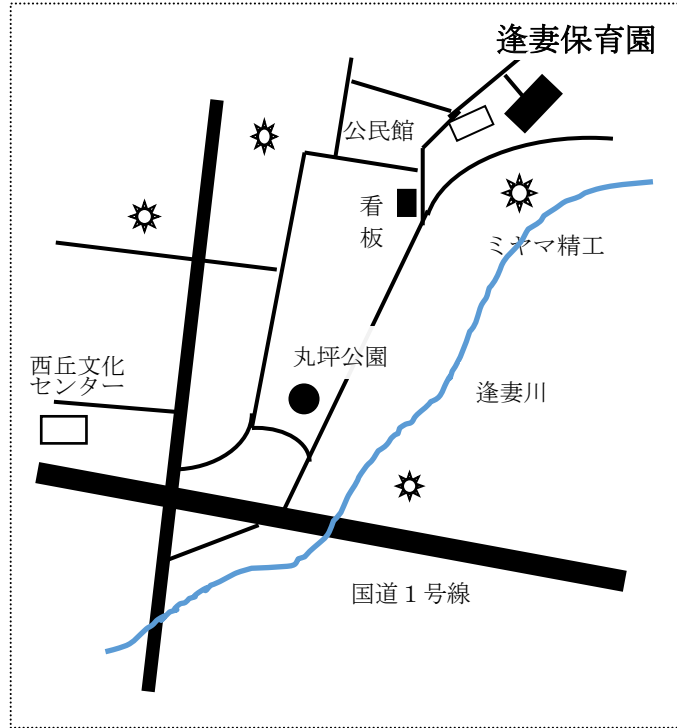 逢妻保育園
公民館
看
板
ミヤマ精工
丸坪公園
西丘文化
センター
逢妻川
国道１号線